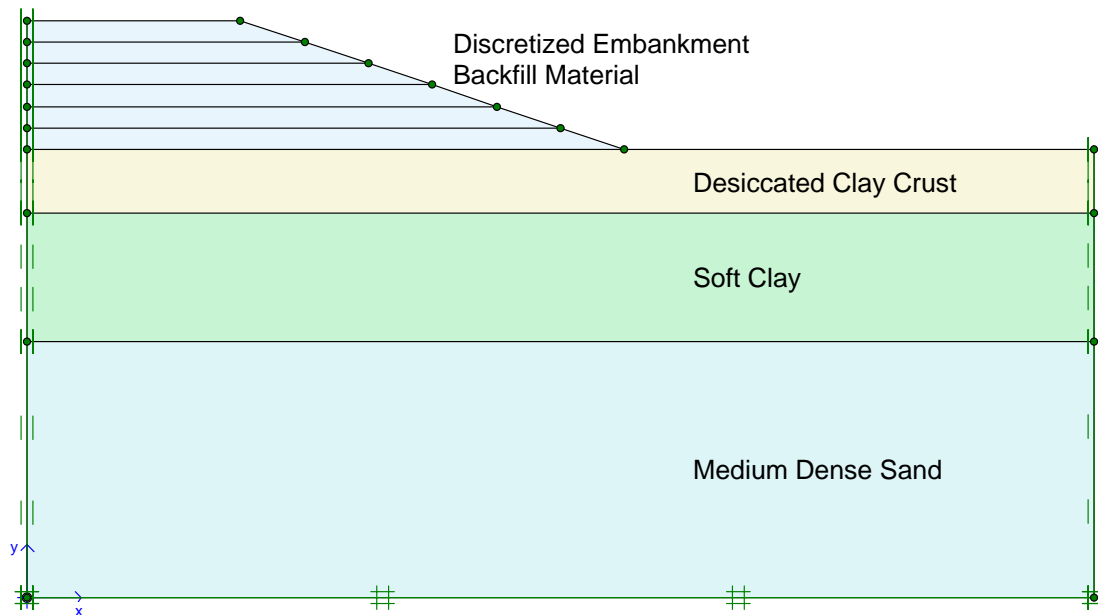 Discretized Embankment
Backfill Material
Desiccated Clay Crust
Soft Clay
Medium Dense Sand
y
x